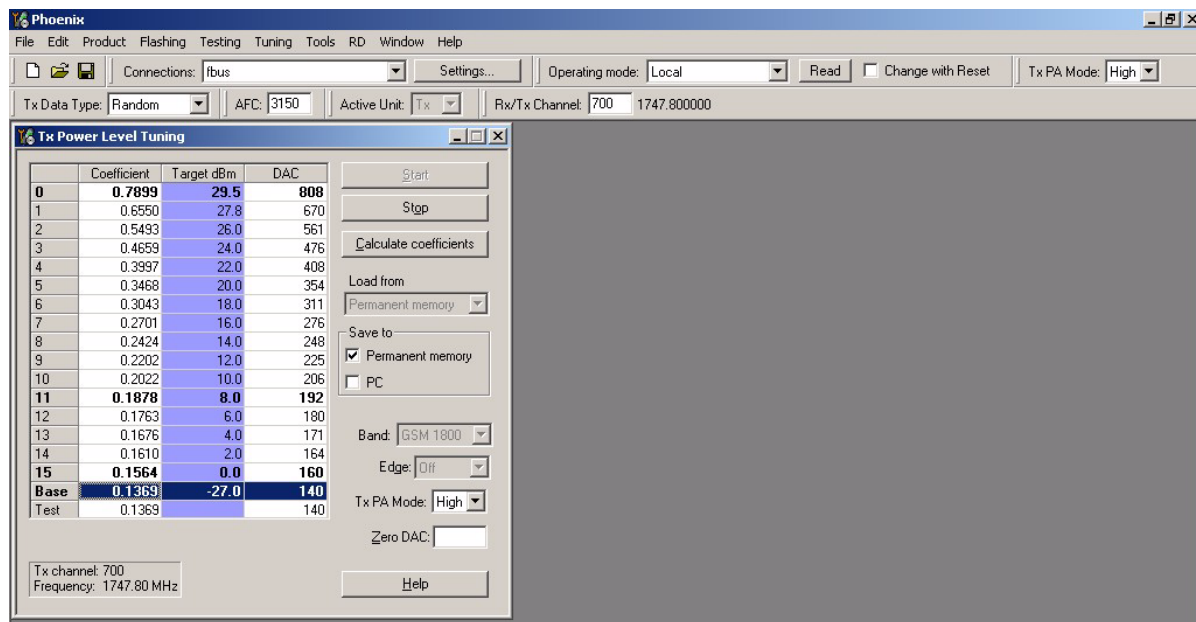 Phoenix
File Edit Product Flashing Testing Tuning Tools RD Window Help
Connections: fbus Settings... Operating mode: Local Read Change with Reset Tx PA Mode: High
Tx Data Type: Random AFC: 3150 Active Unit: Tx Rx/Tx Channel: 700 1747.800000
Tx Power Level Tuning
Coefficient Target dBm DAC
0 0.7899 29.5 808
1 0.6550 27.8 670
2 0.5493 26.0 561
3 0.4659 24.0 476
4 0.3997 22.0 408
5 0.3468 20.0 354
6 0.3043 18.0 311
7 0.2701 16.0 276
8 0.2424 14.0 248
9 0.2202 12.0 225
10 0.2022 10.0 206
11 0.1878 8.0 192
12 0.1763 6.0 180
13 0.1676 4.0 171
14 0.1610 2.0 164
15 0.1564 0.0 160
Base 0.1369 -27.0 140
Test 0.1369 140
Start
Stop
Calculate coefficients
Load from
Permanent memory
Save to
Permanent memory
PC
Band: GSM 1800
Edge: Off
Tx PA Mode: High
Zero DAC:
Help
Tx channel: 700
Frequency: 1747.80 MHz